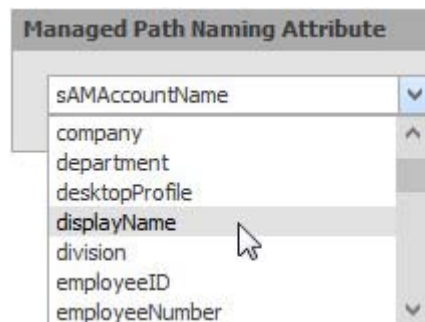 Managed Path Naming Attribute
sAMAccountName
company
department
desktopProfile
displayName
division
employeeID
employeeNumber